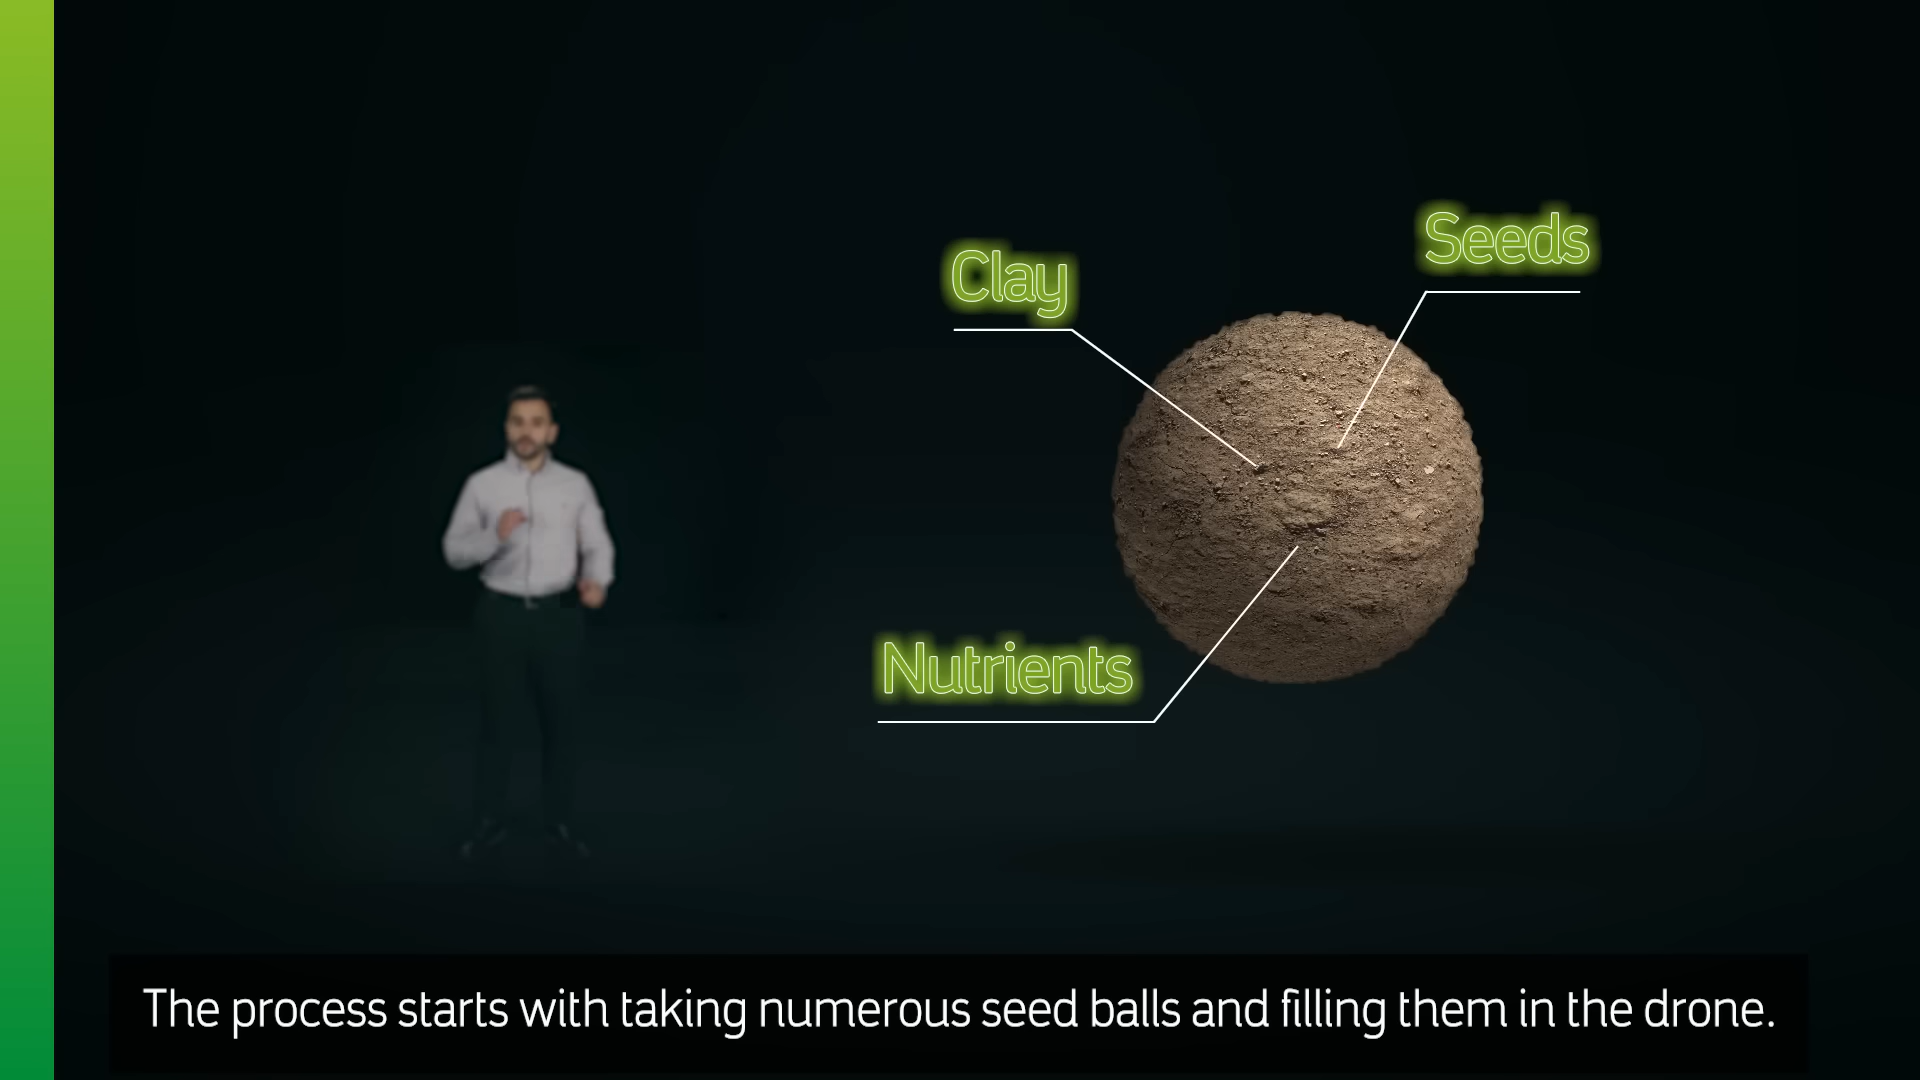 Seeds
Clay
Nutrients
The process starts with taking numerous seed balls and filling them in the drone.